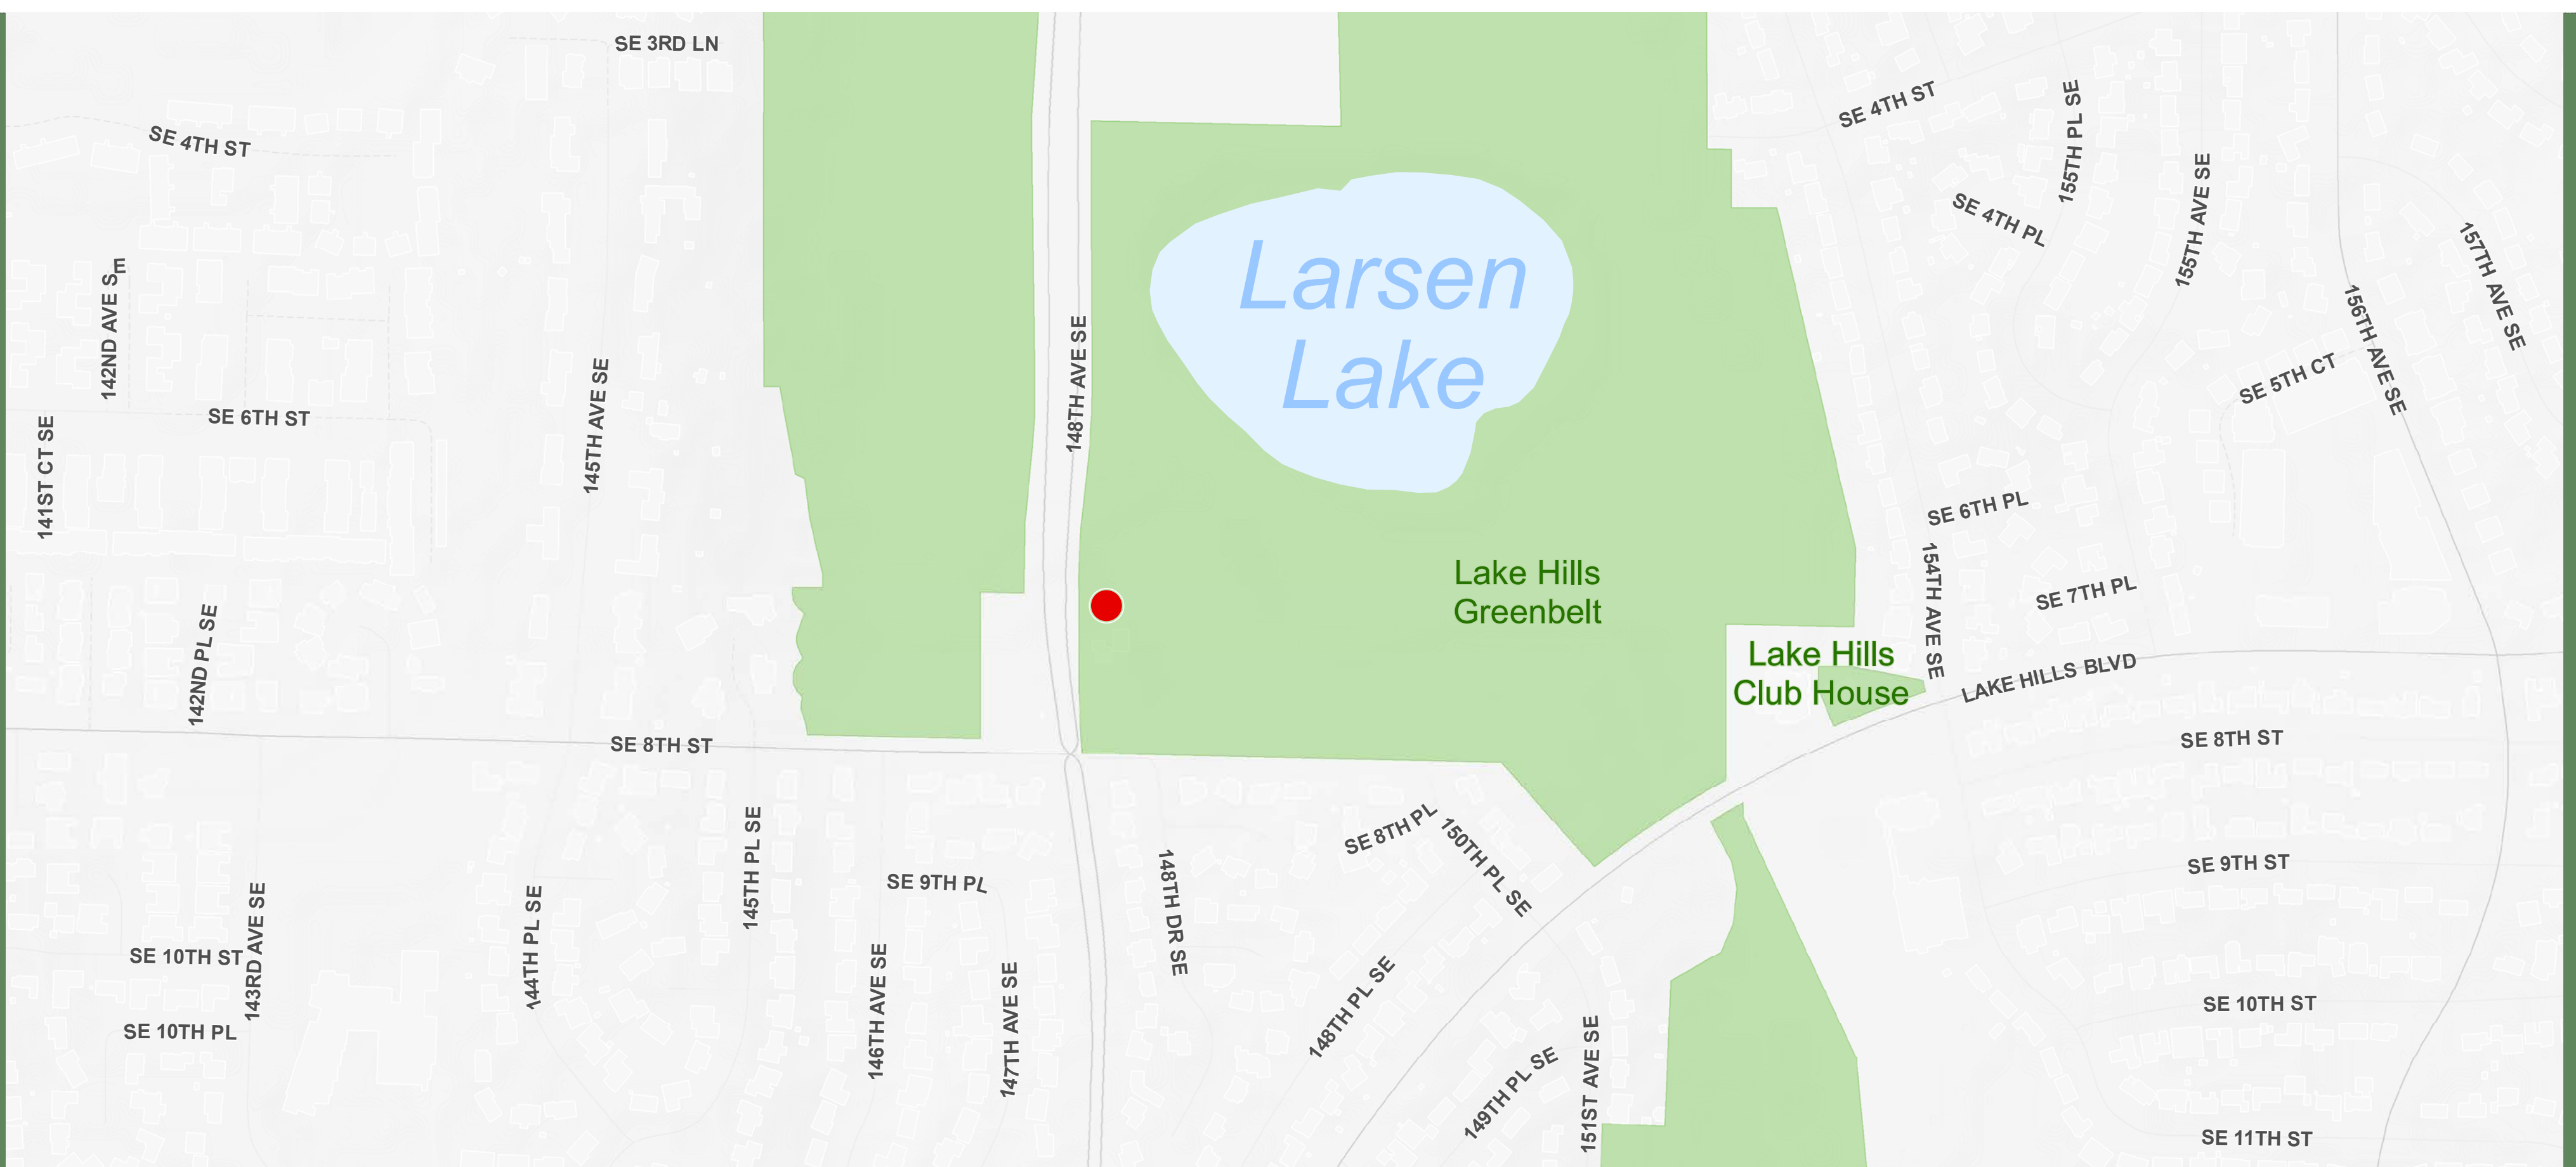 SE 3RD LN
SE 4TH ST
SE 4TH ST
155TH PL SE
SE 4TH PL
155TH AVE SE
157TH AVE SE
142ND AVE SE
Larsen
Lake
148TH AVE SE
156TH AVE SE
SE 5TH CT
SE 6TH ST
145TH AVE SE
141ST CT SE
SE 6TH PL
Lake Hills
Greenbelt
154TH AVE SE
SE 7TH PL
142ND PL SE
Lake Hills
Club House
LAKE HILLS BLVD
SE 8TH ST
SE 8TH ST
SE 8TH PL
150TH PL SE
145TH PL SE
SE 9TH PL
148TH DR SE
SE 9TH ST
143RD AVE SE
144TH PL SE
SE 10TH ST
146TH AVE SE
147TH AVE SE
148TH PL SE
SE 10TH ST
SE 10TH PL
149TH PL SE
151ST AVE SE
SE 11TH ST